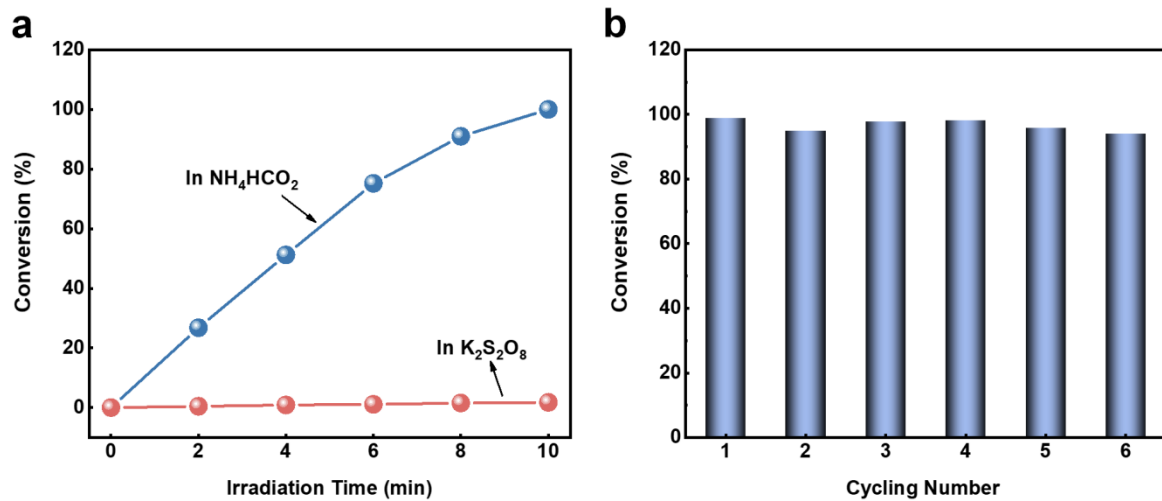 a
120
100
80
60
40
20
0
Conversion (%)
In NH₄HCO₂
In K₂S₂O₈
0 2 4 6 8 10
Irradiation Time (min)
b
120
100
80
60
40
20
0
Conversion (%)
1 2 3 4 5 6
Cycling Number